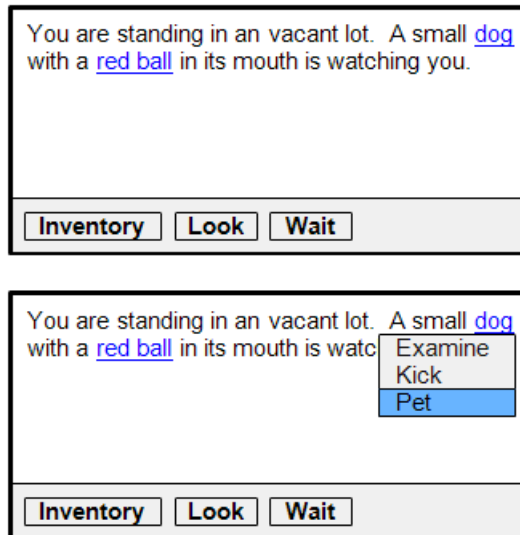 You are standing in an vacant lot. A small dog
with a red ball in its mouth is watching you.
Inventory Look Wait
You are standing in an vacant lot. A small dog
with a red ball in its mouth is watc
Examine
Kick
Pet
Inventory Look Wait